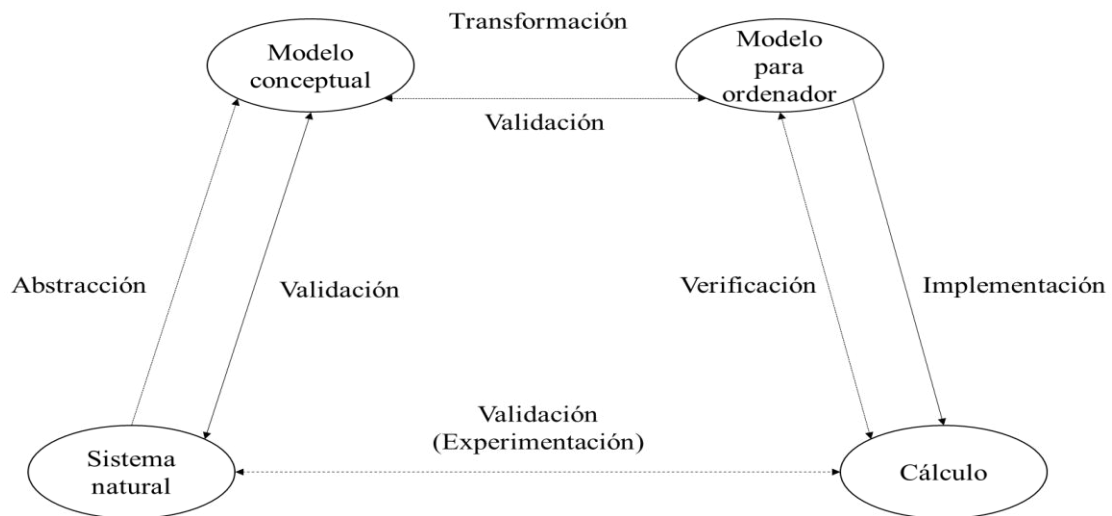 Transformación
Modelo
conceptual
Modelo
para
ordenador
Validación
Abstracción
Validación
Verificación
Implementación
Validación
(Experimentación)
Sistema
natural
Cálculo